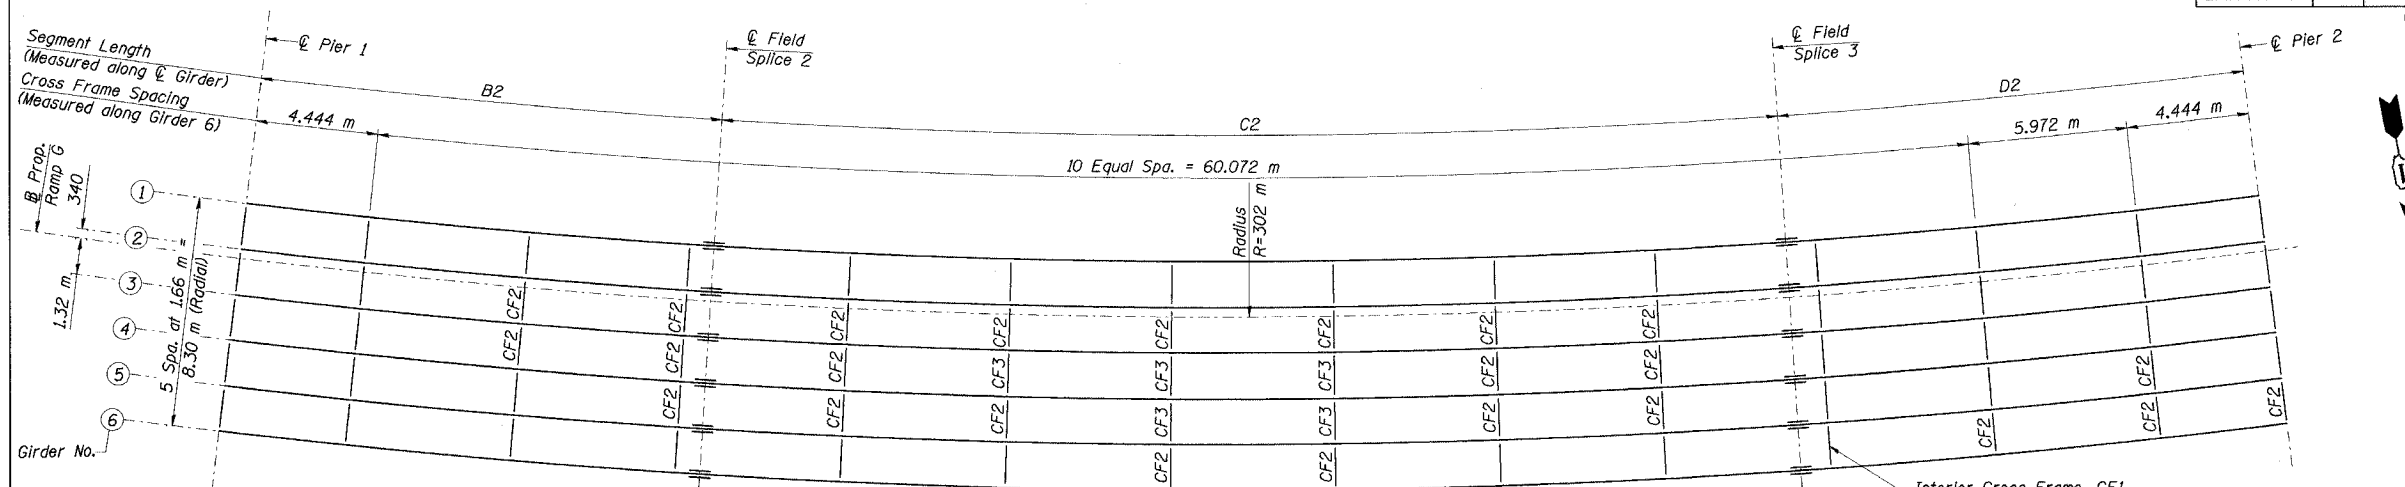 ℄ Pier 1
℄ Field
Splice 2
℄ Field
Splice 3
℄ Pier 2
Segment Length
(Measured along ℄ Girder)
Cross Frame Spacing
(Measured along Girder 6)
B2
C2
D2
4.444 m
10 Equal Spa. = 60.072 m
5.972 m
4.444 m
Prop.
Ramp G
340
1.32 m
5 Spa. at 1.66 m =
8.30 m (Radial)
Radius
R=302 m
1
2
3
4
5
6
Girder No.
CF2 CF2 CF2 CF2 CF2 CF2 CF2 CF2
CF2 CF2 CF2 CF3 CF3 CF3 CF2 CF2 CF2
CF2 CF2 CF2 CF3 CF3 CF2 CF2 CF2 CF2 CF2
CF2 CF2
Interior Cross Frame, CF1